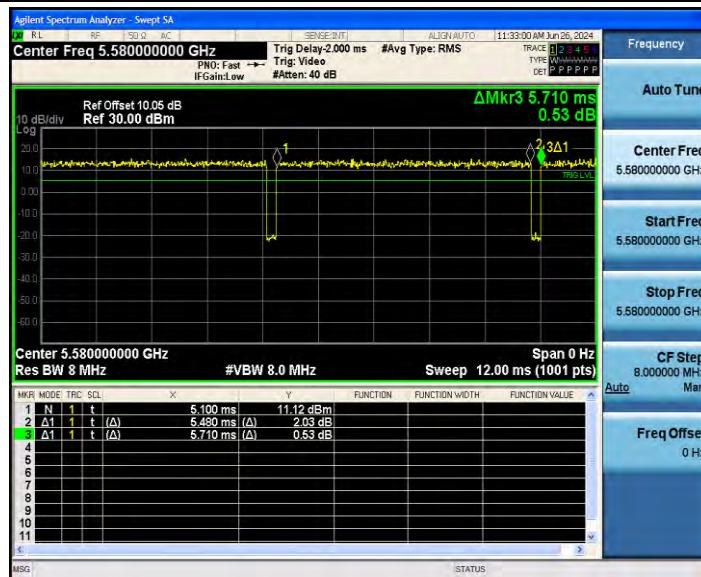 Agilent Spectrum Analyzer - Swept SA
RL RF 50 Ω AC SENSE:INT ALIGN AUTO 11:33:00 AM Jun 26, 2024
Center Freq 5.580000000 GHz
PNO: Fast
IFGain:Low
Trig Delay-2.000 ms
Trig: Video
#Atten: 40 dB
#Avg Type: RMS
TRACE 1 2 3 4 5 6
TYPE W
DET P P P P P P
ΔMkr3 5.710 ms
0.53 dB
Ref Offset 10.05 dB
10 dB/div Ref 30.00 dBm
Log
20.0
10.0
0.00
-10.0
-20.0
-30.0
-40.0
-50.0
-60.0
1
2
3Δ1
TRIG LVL
Center 5.580000000 GHz Span 0 Hz
Res BW 8 MHz #VBW 8.0 MHz Sweep 12.00 ms (1001 pts)
MKR MODE TRC SCL X Y FUNCTION FUNCTION WIDTH FUNCTION VALUE
1 N 1 t 5.100 ms 11.12 dBm
2 Δ1 1 t (Δ) 5.480 ms (Δ) 2.03 dB
3 Δ1 1 t (Δ) 5.710 ms (Δ) 0.53 dB
4
5
6
7
8
9
10
11
MSG STATUS
Frequency
Auto Tune
Center Freq
5.580000000 GHz
Start Freq
5.580000000 GHz
Stop Freq
5.580000000 GHz
CF Step
8.000000 MHz
Auto Man
Freq Offset
0 Hz